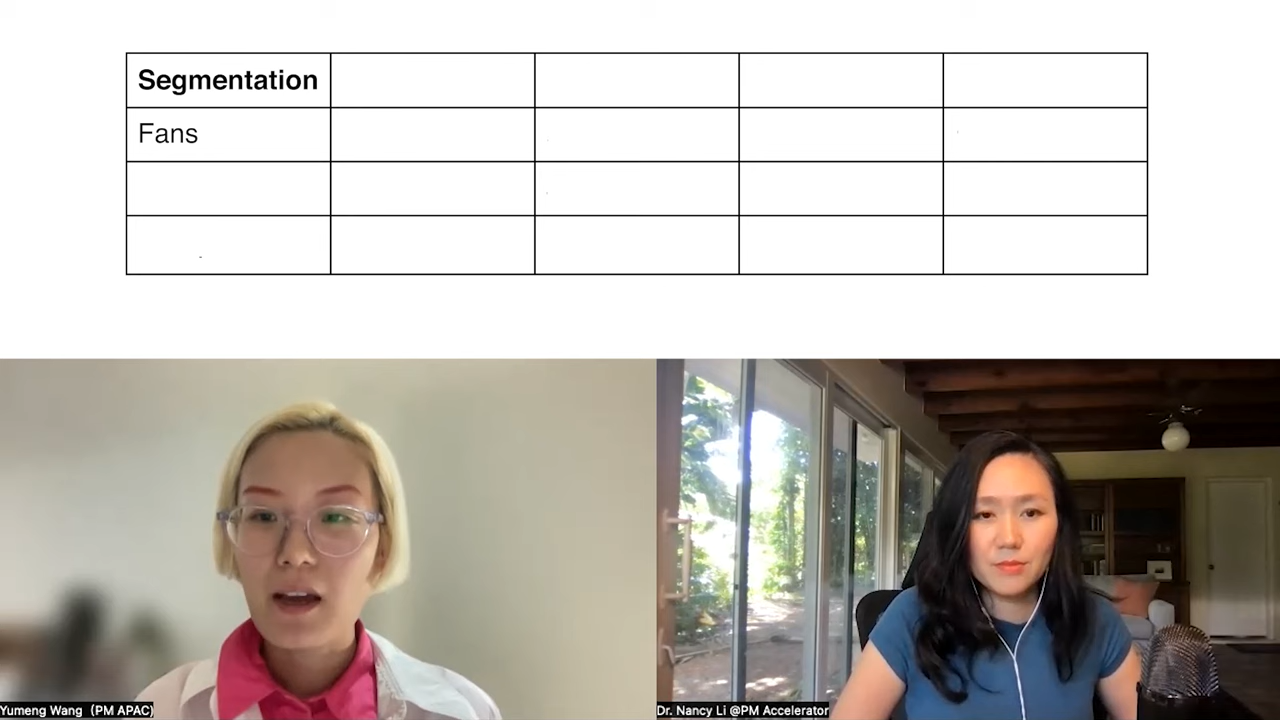 Segmentation
Fans
Yumeng Wang（PM APAC)
Dr. Nancy Li @PM Accelerator